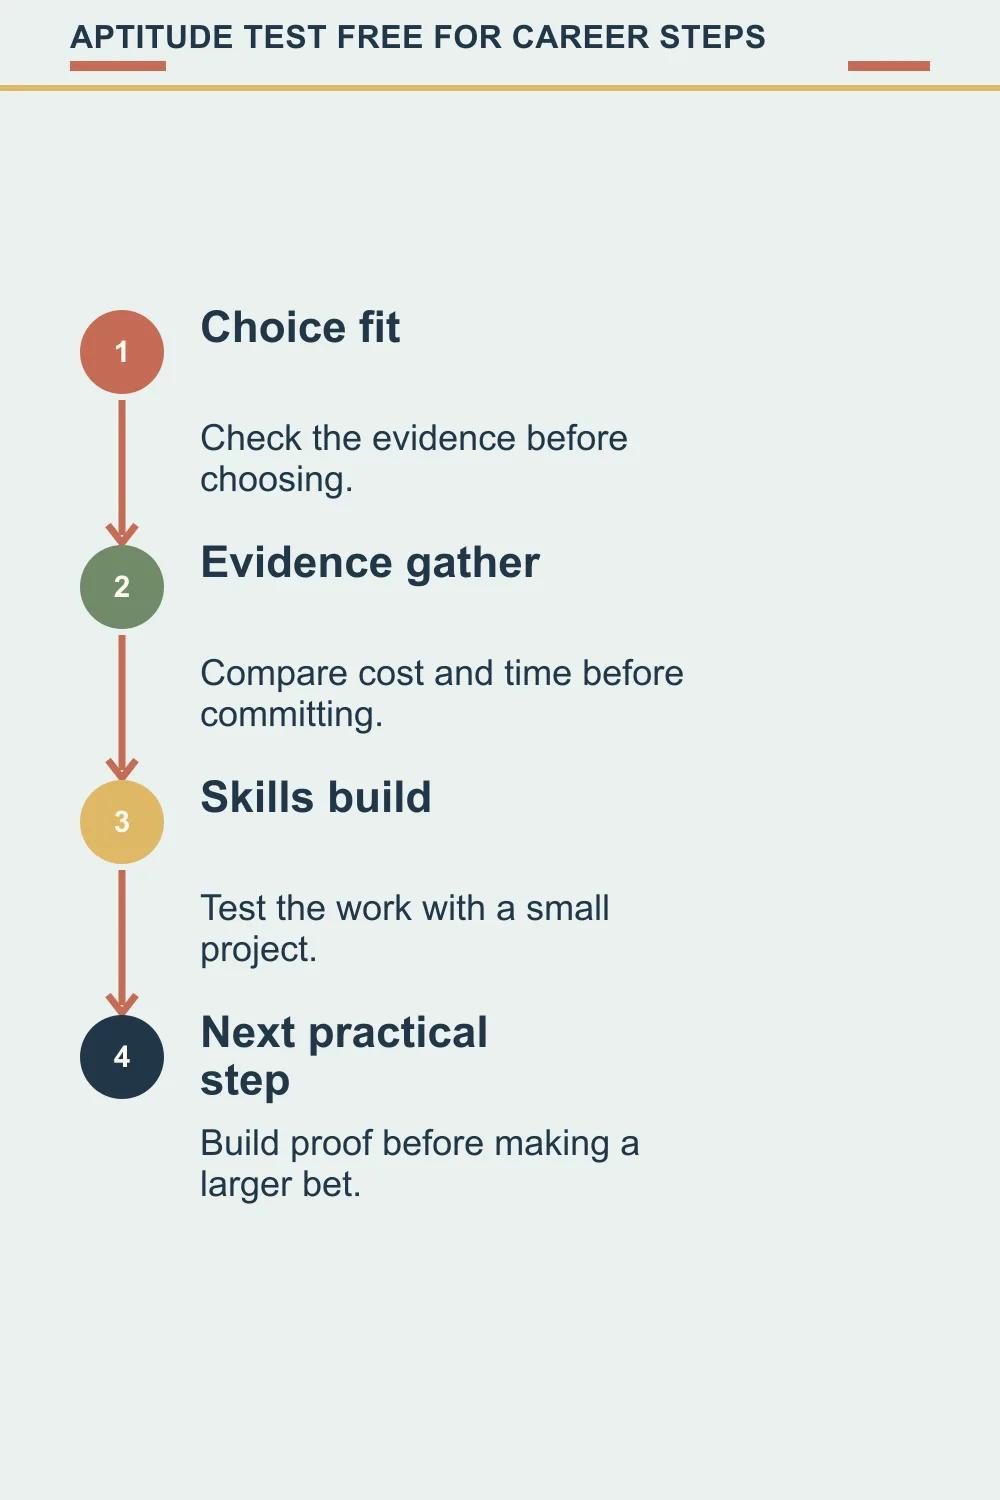 APTITUDE TEST FREE FOR CAREER STEPS
1
Choice fit
Check the evidence before
choosing.
2
Evidence gather
Compare cost and time before
committing.
3
Skills build
Test the work with a small
project.
4
Next practical
step
Build proof before making a
larger bet.